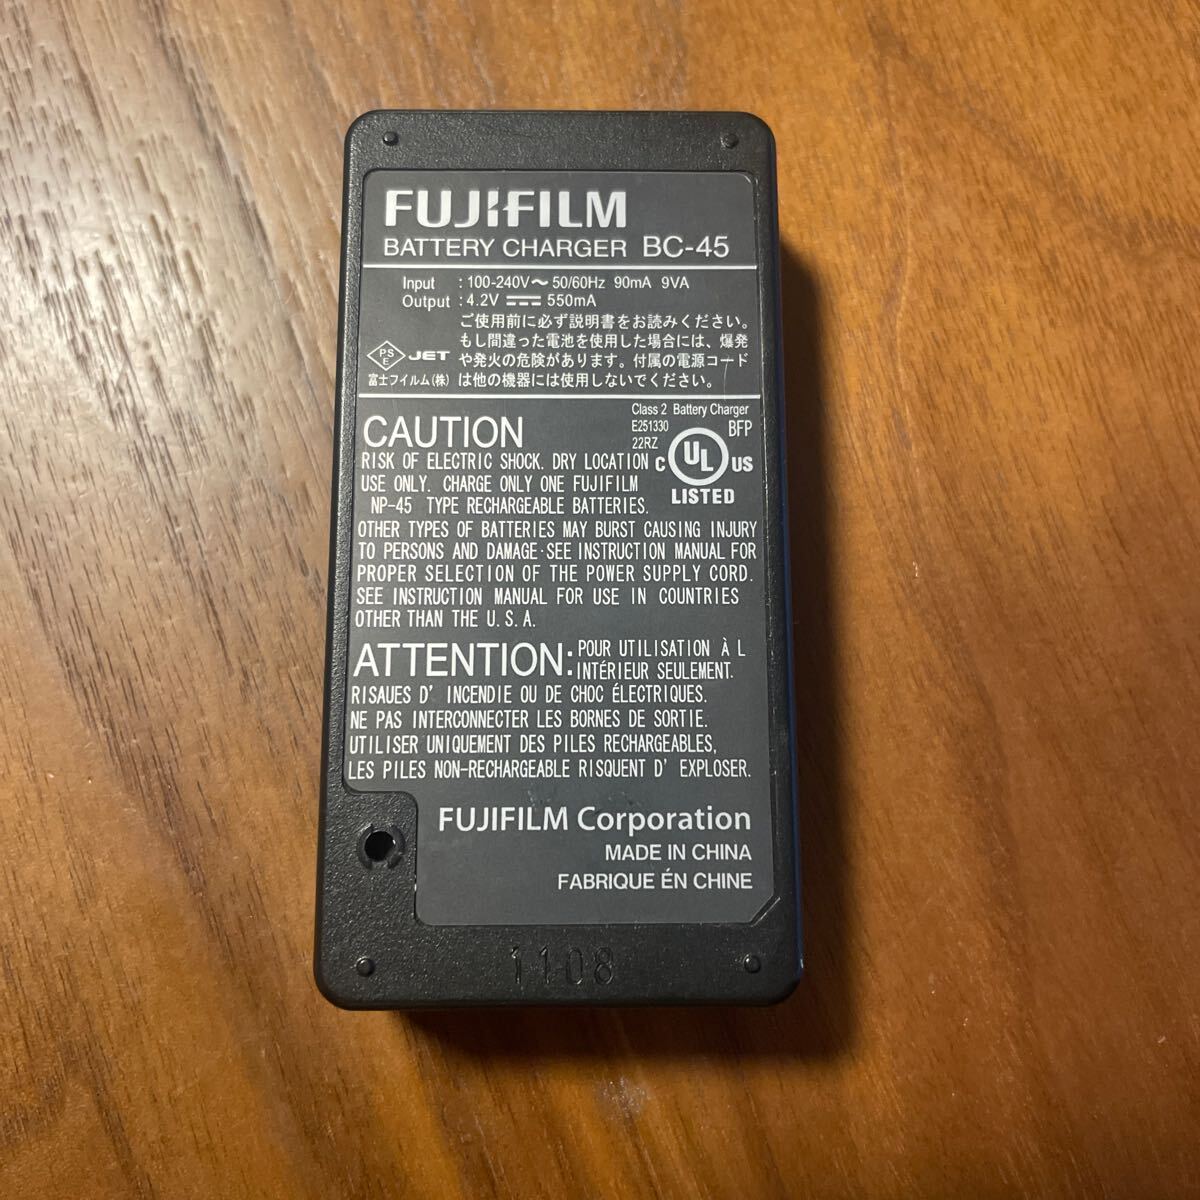 FUJIFILM
BATTERY CHARGER BC-45
Input : 100-240V～ 50/60Hz 90mA 9VA
Output : 4.2V ⎓ 550mA
ご使用前に必ず説明書をお読みください。
もし間違った電池を使用した場合には、爆発
や発火の危険があります。付属の電源コード
は他の機器には使用しないでください。
PS
E
JET
富士フイルム(株)
Class 2 Battery Charger
E251330
22RZ
BFP
C UL US
LISTED
CAUTION
RISK OF ELECTRIC SHOCK. DRY LOCATION
USE ONLY. CHARGE ONLY ONE FUJIFILM
NP-45 TYPE RECHARGEABLE BATTERIES.
OTHER TYPES OF BATTERIES MAY BURST CAUSING INJURY
TO PERSONS AND DAMAGE·SEE INSTRUCTION MANUAL FOR
PROPER SELECTION OF THE POWER SUPPLY CORD.
SEE INSTRUCTION MANUAL FOR USE IN COUNTRIES
OTHER THAN THE U.S.A.
ATTENTION: POUR UTILISATION À L
INTÉRIEUR SEULEMENT.
RISAUES D' INCENDIE OU DE CHOC ÉLECTRIQUES.
NE PAS INTERCONNECTER LES BORNES DE SORTIE.
UTILISER UNIQUEMENT DES PILES RECHARGEABLES,
LES PILES NON-RECHARGEABLE RISQUENT D' EXPLOSER.
FUJIFILM Corporation
MADE IN CHINA
FABRIQUE ÉN CHINE
1108